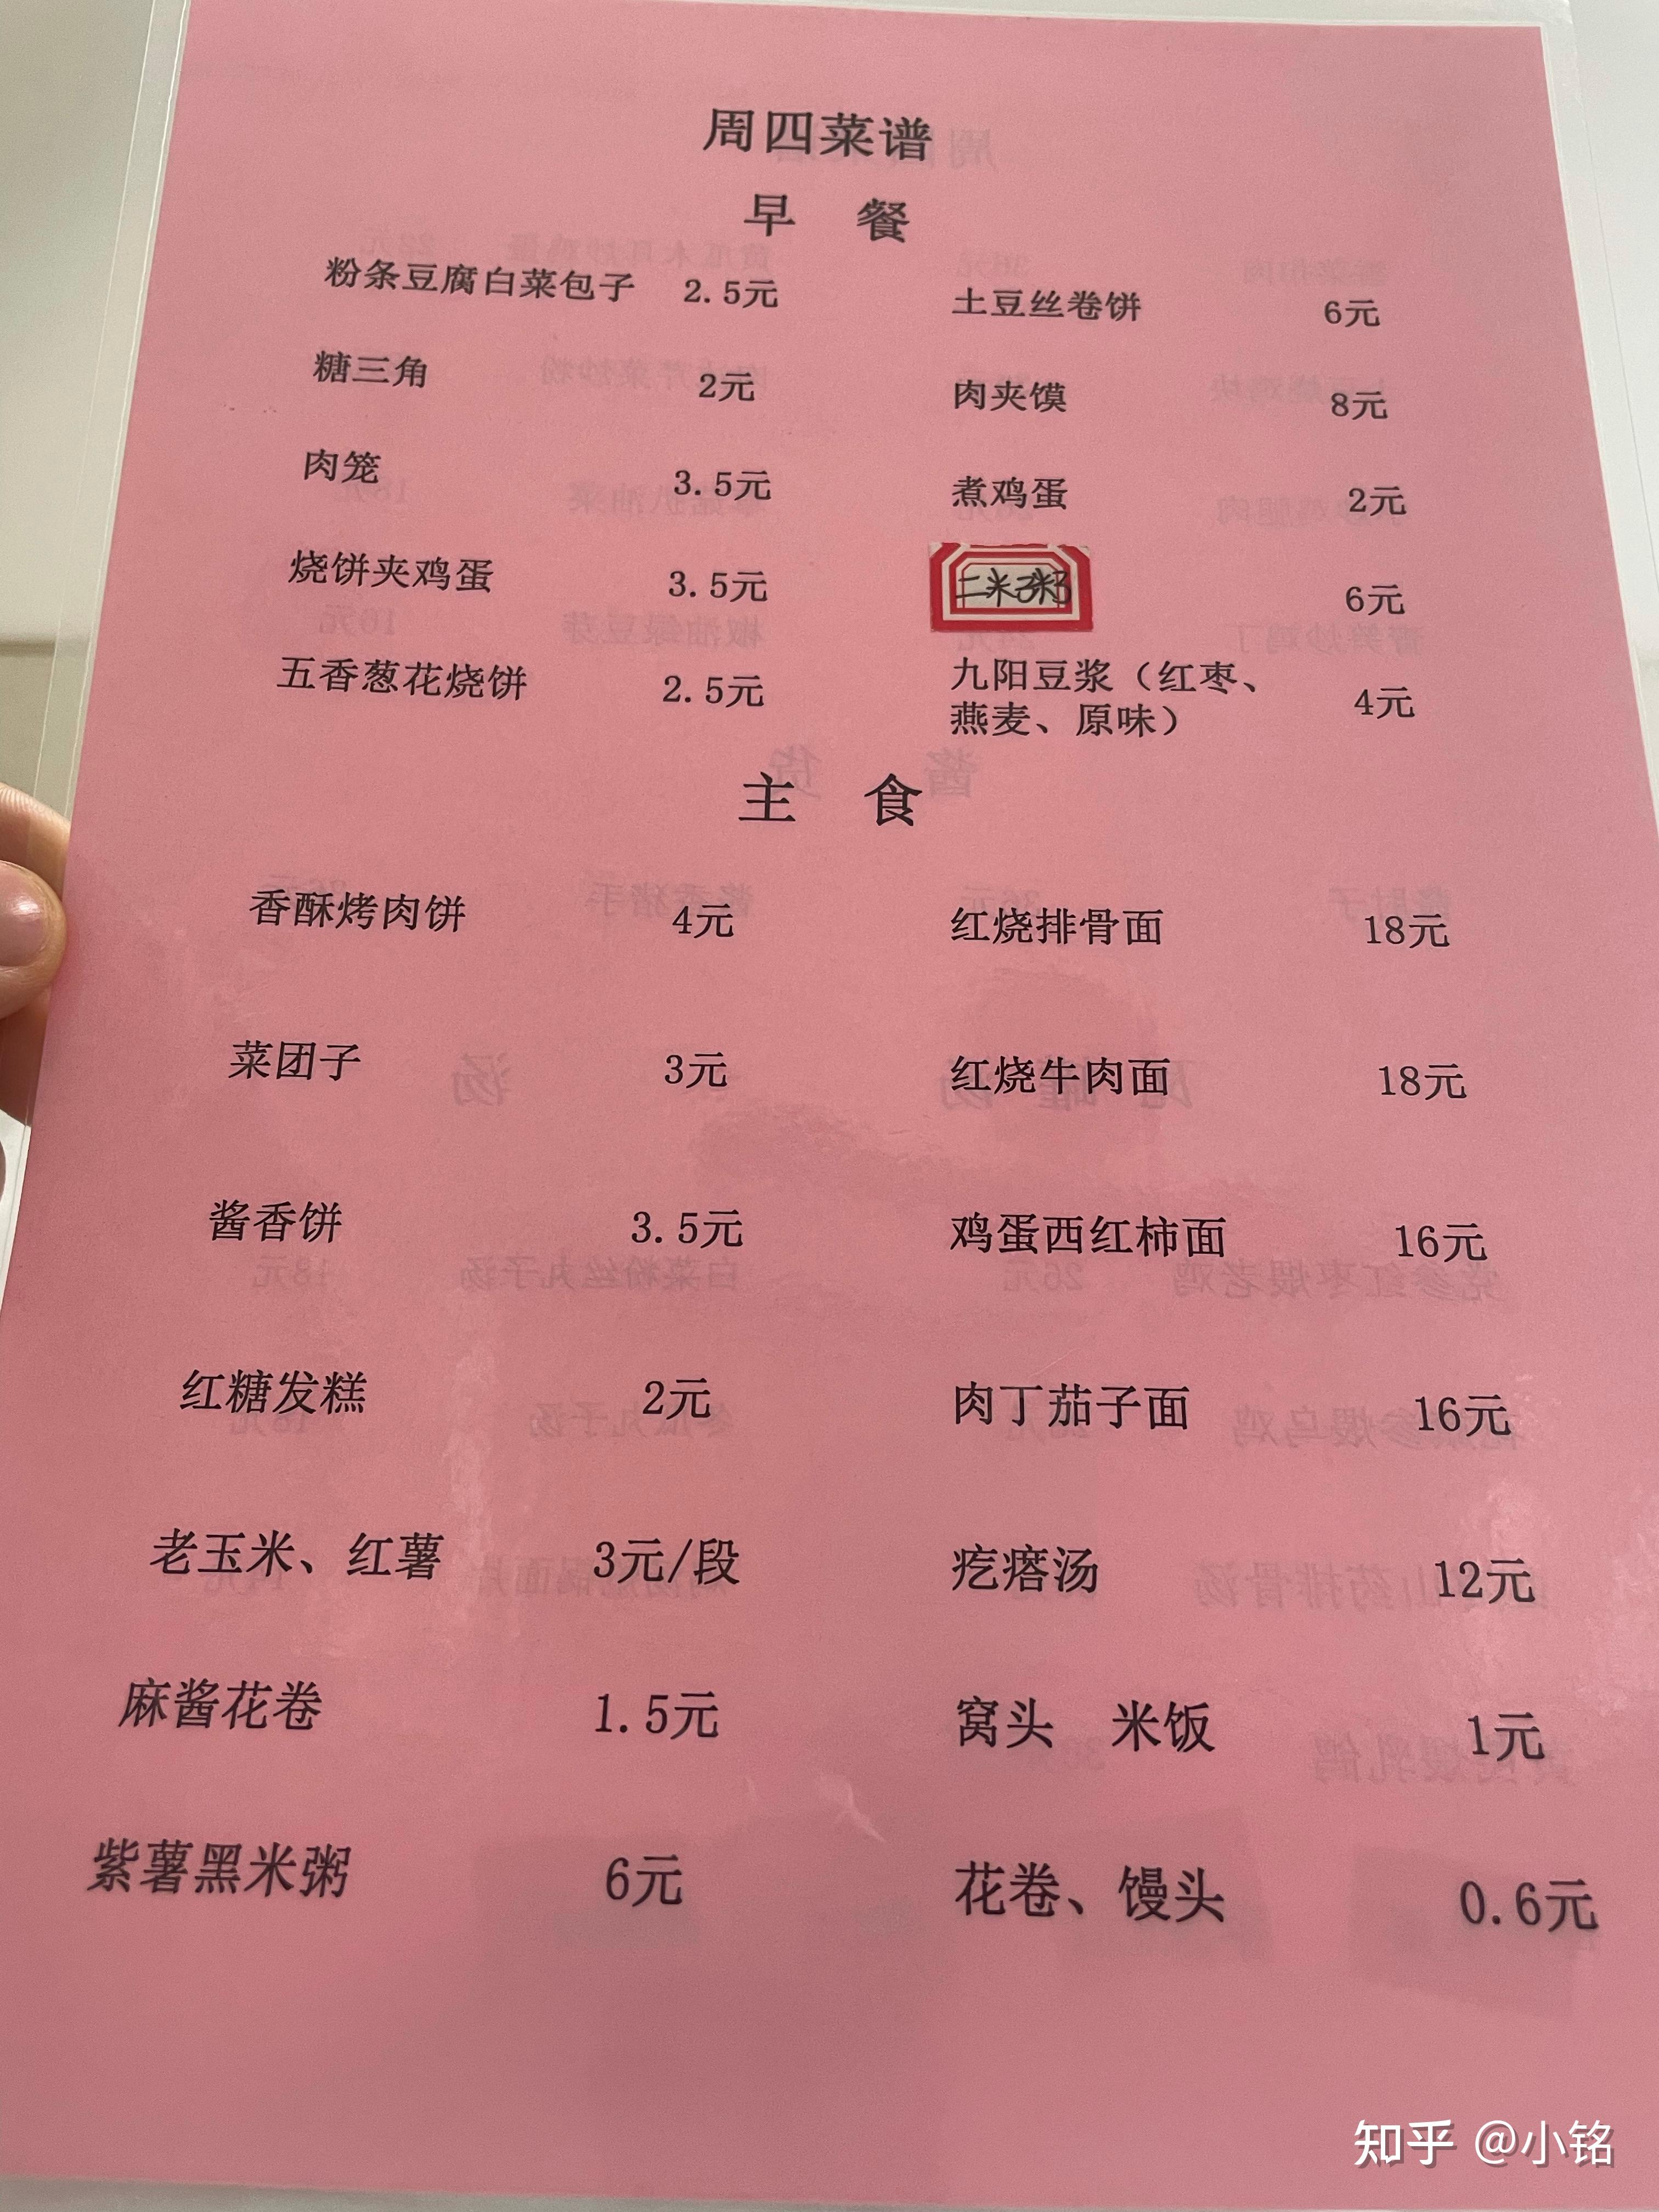 周四菜谱
早 餐
粉条豆腐白菜包子 2.5元 土豆丝卷饼 6元
糖三角 2元 肉夹馍 8元
肉笼 3.5元 煮鸡蛋 2元
烧饼夹鸡蛋 3.5元 二米粥 6元
五香葱花烧饼 2.5元 九阳豆浆（红枣、
燕麦、原味） 4元
主 食
香酥烤肉饼 4元 红烧排骨面 18元
菜团子 3元 红烧牛肉面 18元
酱香饼 3.5元 鸡蛋西红柿面 16元
红糖发糕 2元 肉丁茄子面 16元
老玉米、红薯 3元/段 疙瘩汤 12元
麻酱花卷 1.5元 窝头 米饭 1元
紫薯黑米粥 6元 花卷、馒头 0.6元
知乎 @小铭